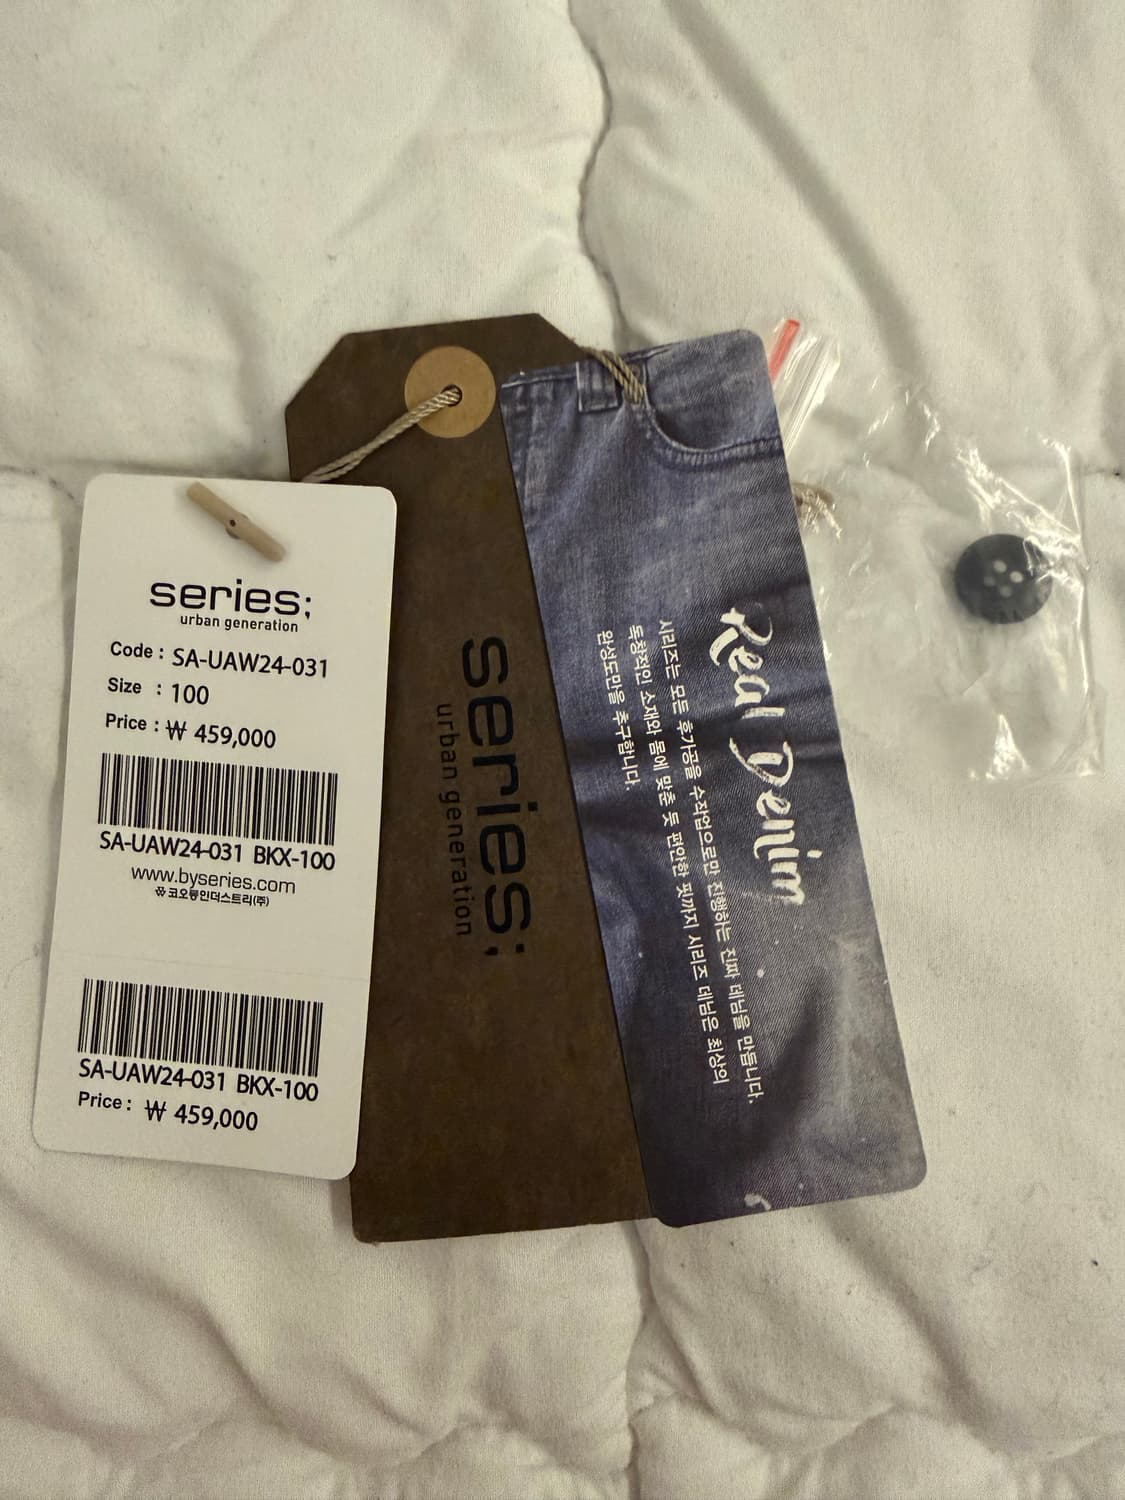 series;
urban generation
Code : SA-UAW24-031
Size : 100
Price : ₩ 459,000
SA-UAW24-031 BKX-100
www.byseries.com
코오롱인더스트리(주)
SA-UAW24-031 BKX-100
Price : ₩ 459,000
series;
urban generation
Real Denim
시리즈는 모든 후가공을 수작업으로만 진행하는 진짜 데님을 만듭니다.
독창적인 소재와 몸에 맞춘 듯 편안한 핏까지 시리즈 데님은 최상의
완성도만을 추구합니다.